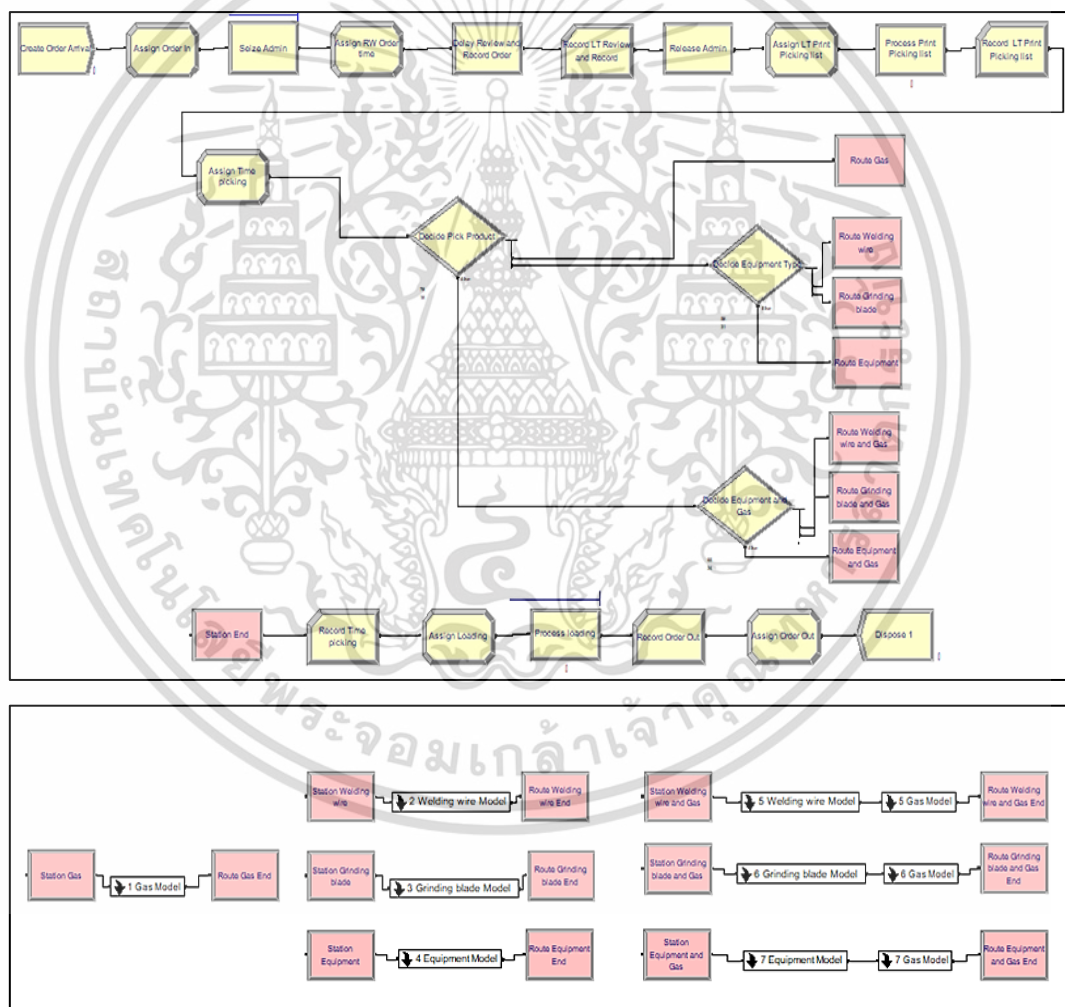 Create Order Arrival
Assign Order In
Seize Admin
Assign RW Order
time
Delay Review and
Record Order
Record LT Review
and Record
Release Admin
Assign LT Print
Picking list
Process Print
Picking list
Record LT Print
Picking list
Assign Time
picking
Decide Pick Product
Route Gas
Decide Equipment Type
Route Welding
wire
Route Grinding
blade
Route Equipment
Decide Equipment and
Gas
Route Welding
wire and Gas
Route Grinding
blade and Gas
Route Equipment
and Gas
Station End
Record Time
picking
Assign Loading
Process loading
Record Order Out
Assign Order Out
Dispose 1
Station Welding
wire
2 Welding wire Model
Route Welding
wire End
Station Welding
wire and Gas
5 Welding wire Model
5 Gas Model
Route Welding
wire and Gas End
Station Gas
1 Gas Model
Route Gas End
Station Grinding
blade
3 Grinding blade Model
Route Grinding
blade End
Station Grinding
blade and Gas
6 Grinding blade Model
6 Gas Model
Route Grinding
blade and Gas
End
Station
Equipment
4 Equipment Model
Route Equipment
End
Station
Equipment and
Gas
7 Equipment Model
7 Gas Model
Route Equipment
and Gas End